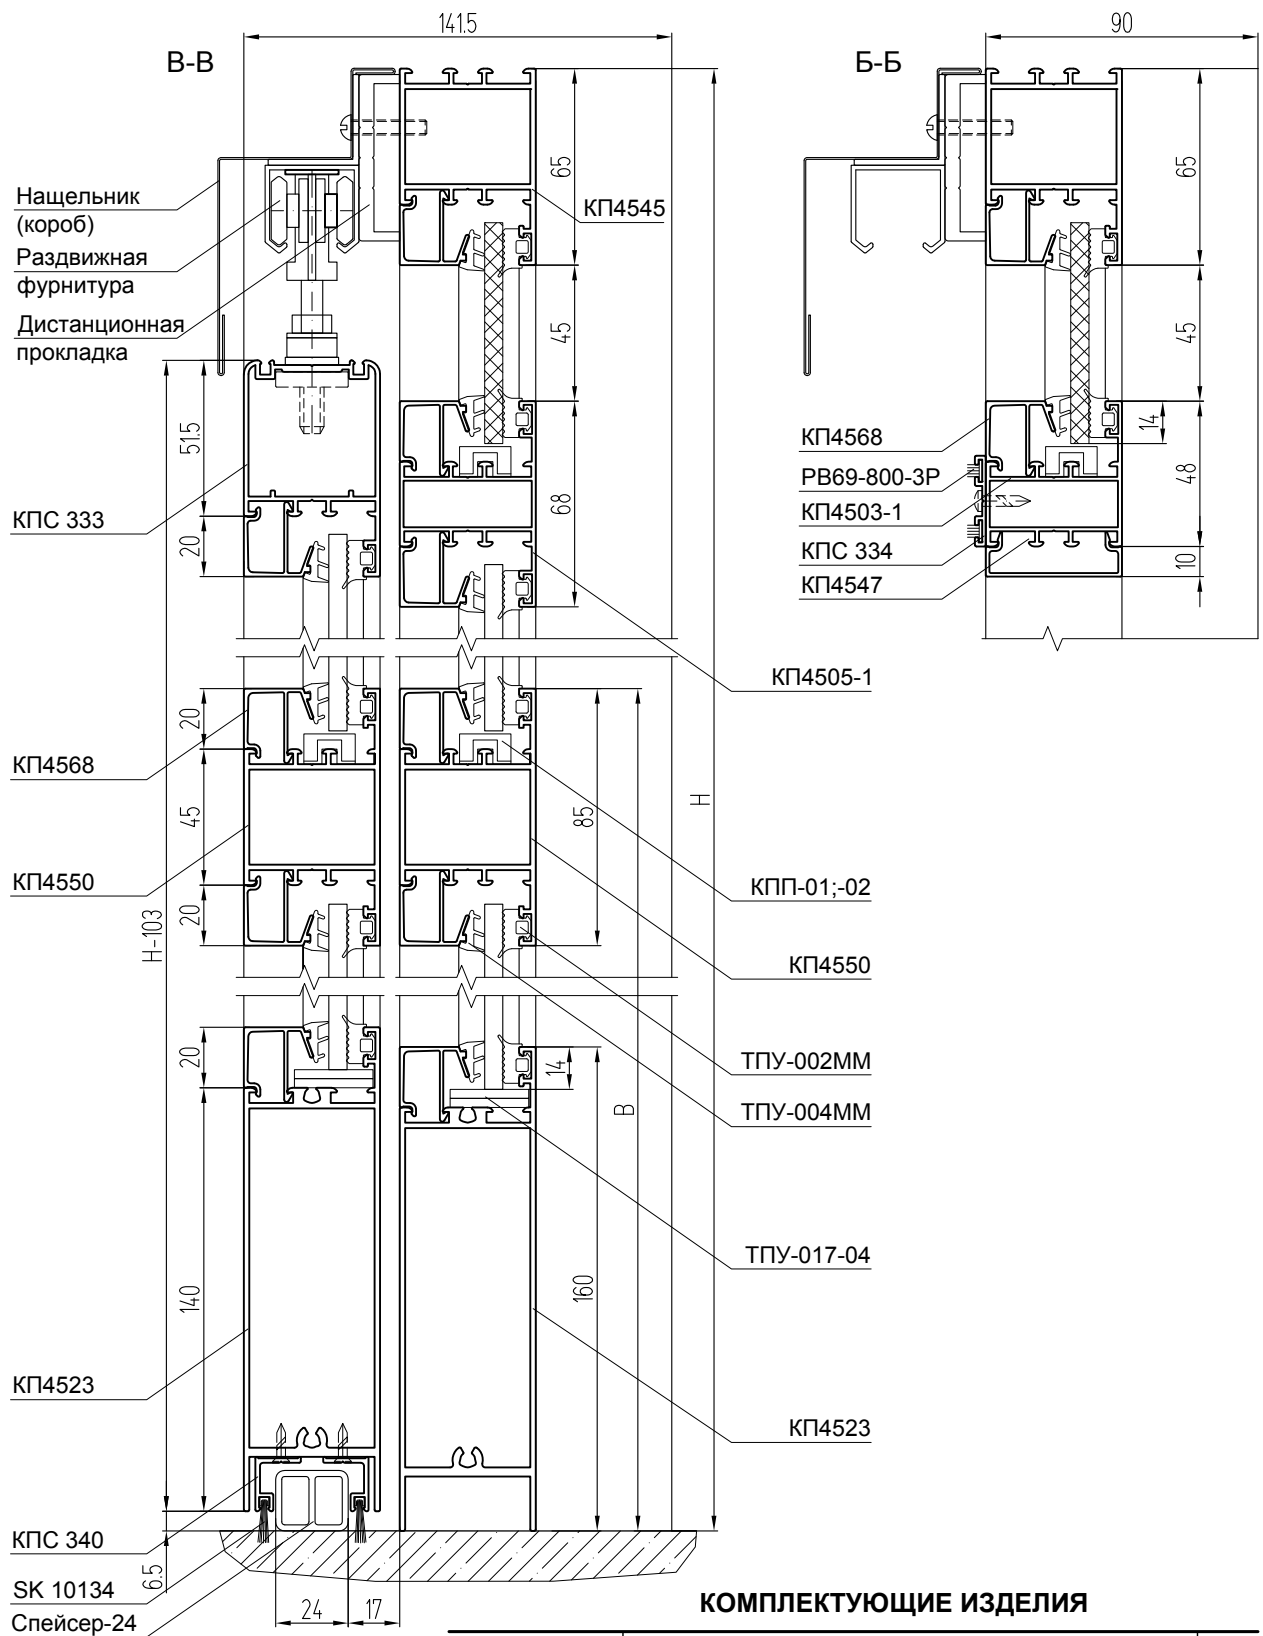 141.5
90
В-В
Б-Б
65
65
КП4545
Нащельник
(короб)
Раздвижная
фурнитура
Дистанционная
прокладка
45
45
51.5
14
КП4568
48
РВ69-800-3Р
68
КП4503-1
КПС 333
20
КПС 334
10
КП4547
КП4505-1
20
КП4568
H
45
85
КП4550
КПП-01;-02
20
H-103
КП4550
20
14
ТПУ-002ММ
B
ТПУ-004ММ
ТПУ-017-04
140
160
КП4523
КП4523
КПС 340
6.5
SK 10134
24
17
Спейсер-24
КОМПЛЕКТУЮЩИЕ ИЗДЕЛИЯ